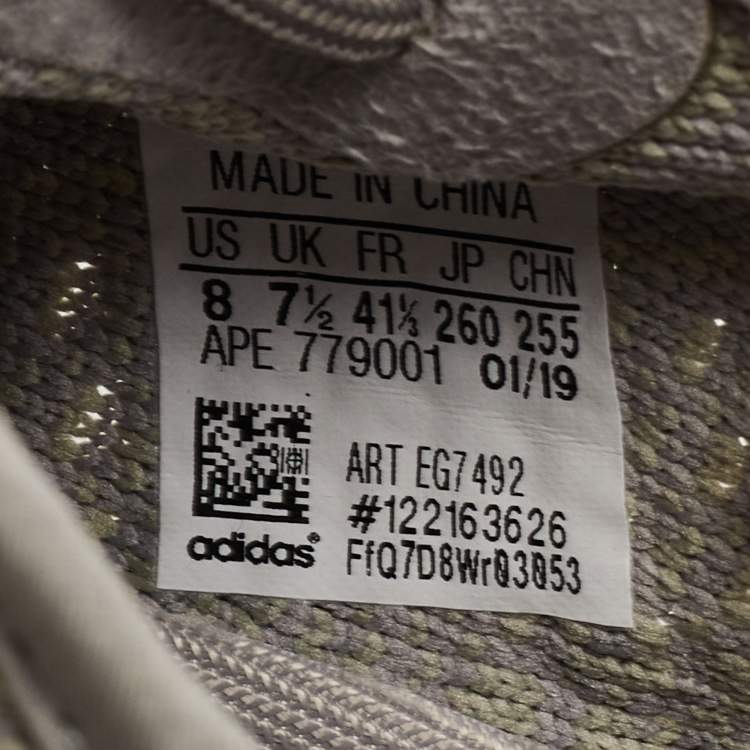 MADE IN CHINA
US UK FR JP CHN
8 7½ 41⅓ 260 255
APE 779001 01/19
ART EG7492
#122163626
adidas®
FfQ7D8Wr03053